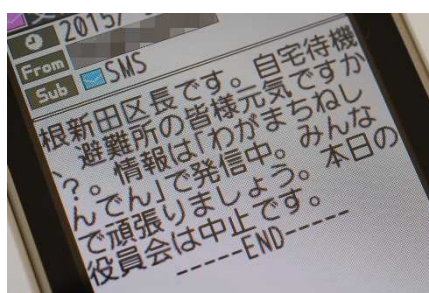 2015/
From
Sub SMS
根新田区長です。自宅待機
、避難所の皆様元気ですか
?。情報は「わがまちねし
んでん」で発信中。みんな
で頑張りましょう。本日の
役員会は中止です。
-----END-----